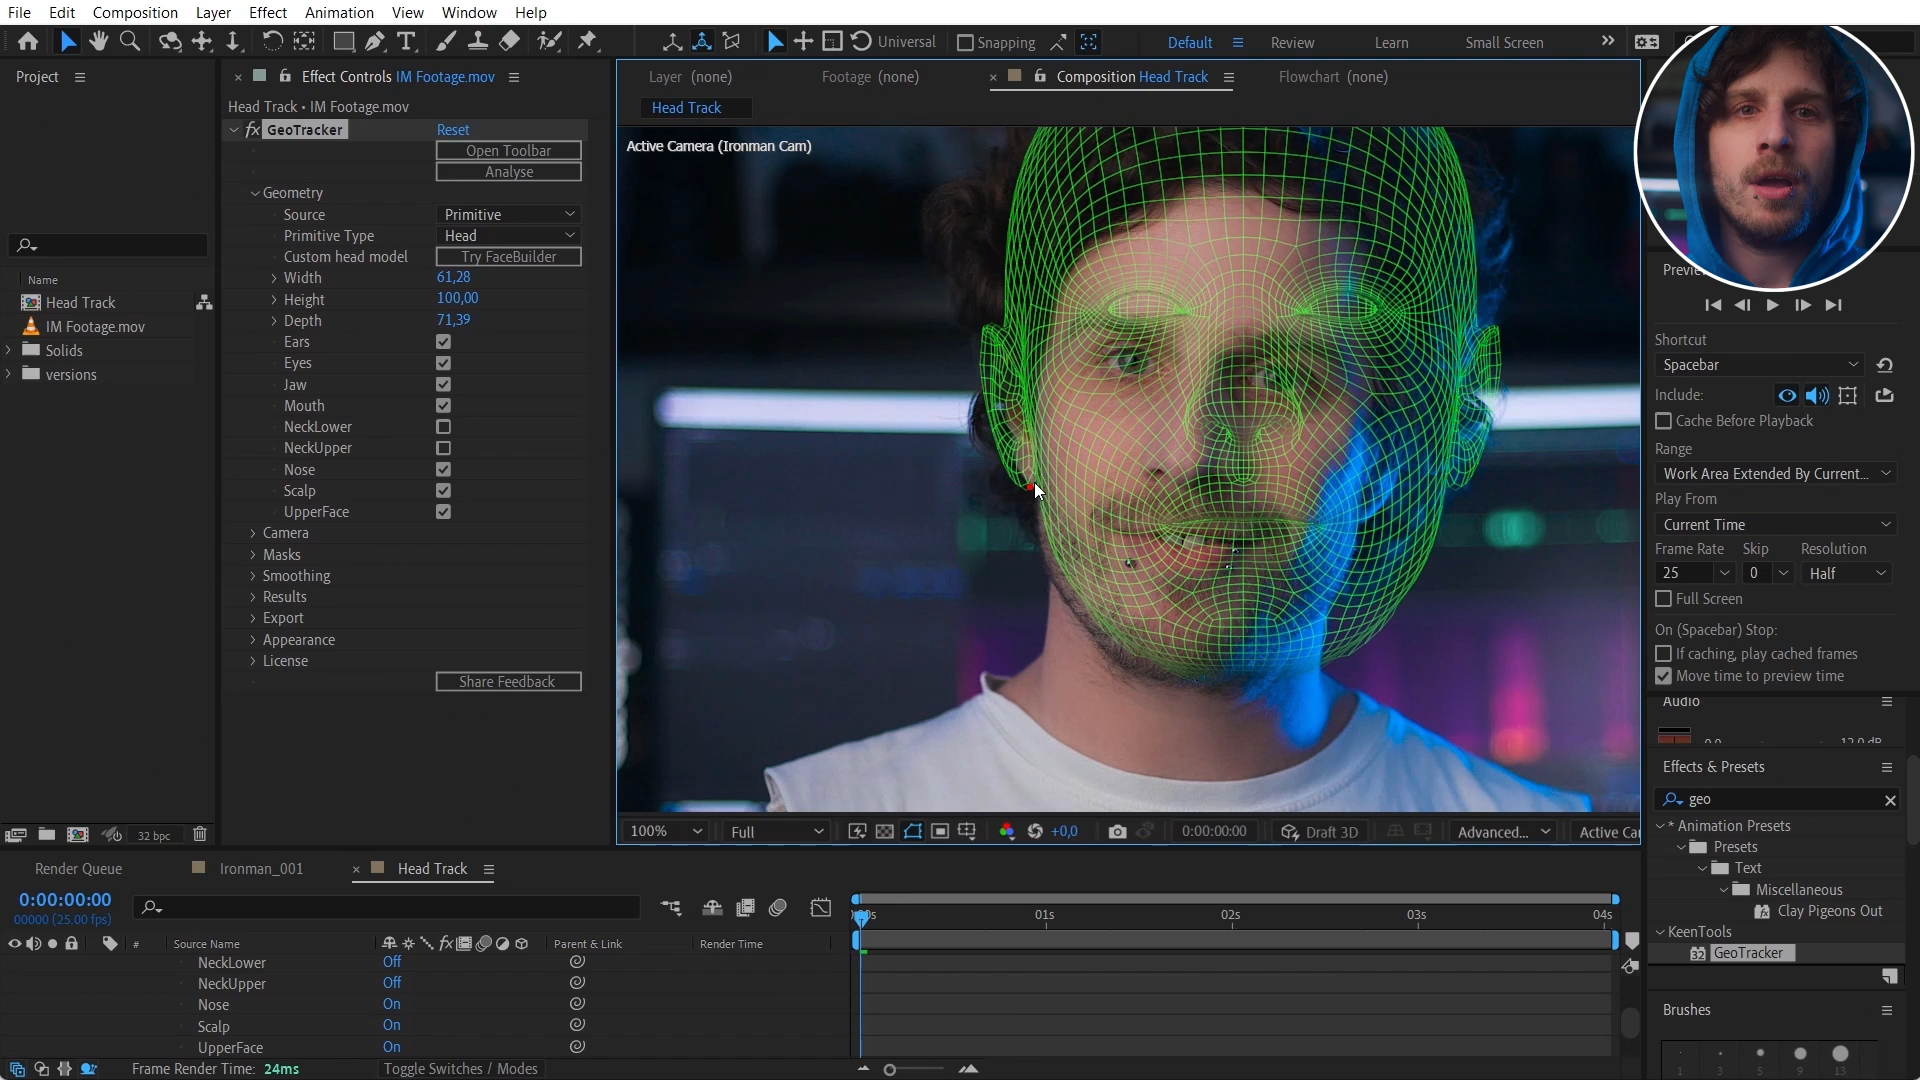 File Edit Composition Layer Effect Animation View Window Help
Universal Snapping Default Review Learn Small Screen
Project
Name
Head Track
IM Footage.mov
Solids
versions
32 bpc
Effect Controls IM Footage.mov
Head Track • IM Footage.mov
fx GeoTracker Reset
Open Toolbar
Analyse
Geometry
Source Primitive
Primitive Type Head
Custom head model Try FaceBuilder
Width 61,28
Height 100,00
Depth 71,39
Ears
Eyes
Jaw
Mouth
NeckLower
NeckUpper
Nose
Scalp
UpperFace
Camera
Masks
Smoothing
Results
Export
Appearance
License
Share Feedback
Layer (none) Footage (none) Composition Head Track Flowchart (none)
Head Track
Active Camera (Ironman Cam)
100% Full +0,0 0:00:00:00 Draft 3D Advanced... Active Ca
Shortcut
Spacebar
Include:
Cache Before Playback
Range
Work Area Extended By Current...
Play From
Current Time
Frame Rate Skip Resolution
25 0 Half
Full Screen
On (Spacebar) Stop:
If caching, play cached frames
Move time to preview time
Audio
Effects & Presets
geo
* Animation Presets
Presets
Text
Miscellaneous
Clay Pigeons Out
KeenTools
32 GeoTracker
Brushes
1 3 5 9 13
Render Queue Ironman_001 Head Track
0:00:00:00
00000 (25.00 fps)
01s 02s 03s 04s
# Source Name fx Parent & Link Render Time
NeckLower Off
NeckUpper Off
Nose On
Scalp On
UpperFace On
Frame Render Time: 24ms Toggle Switches / Modes